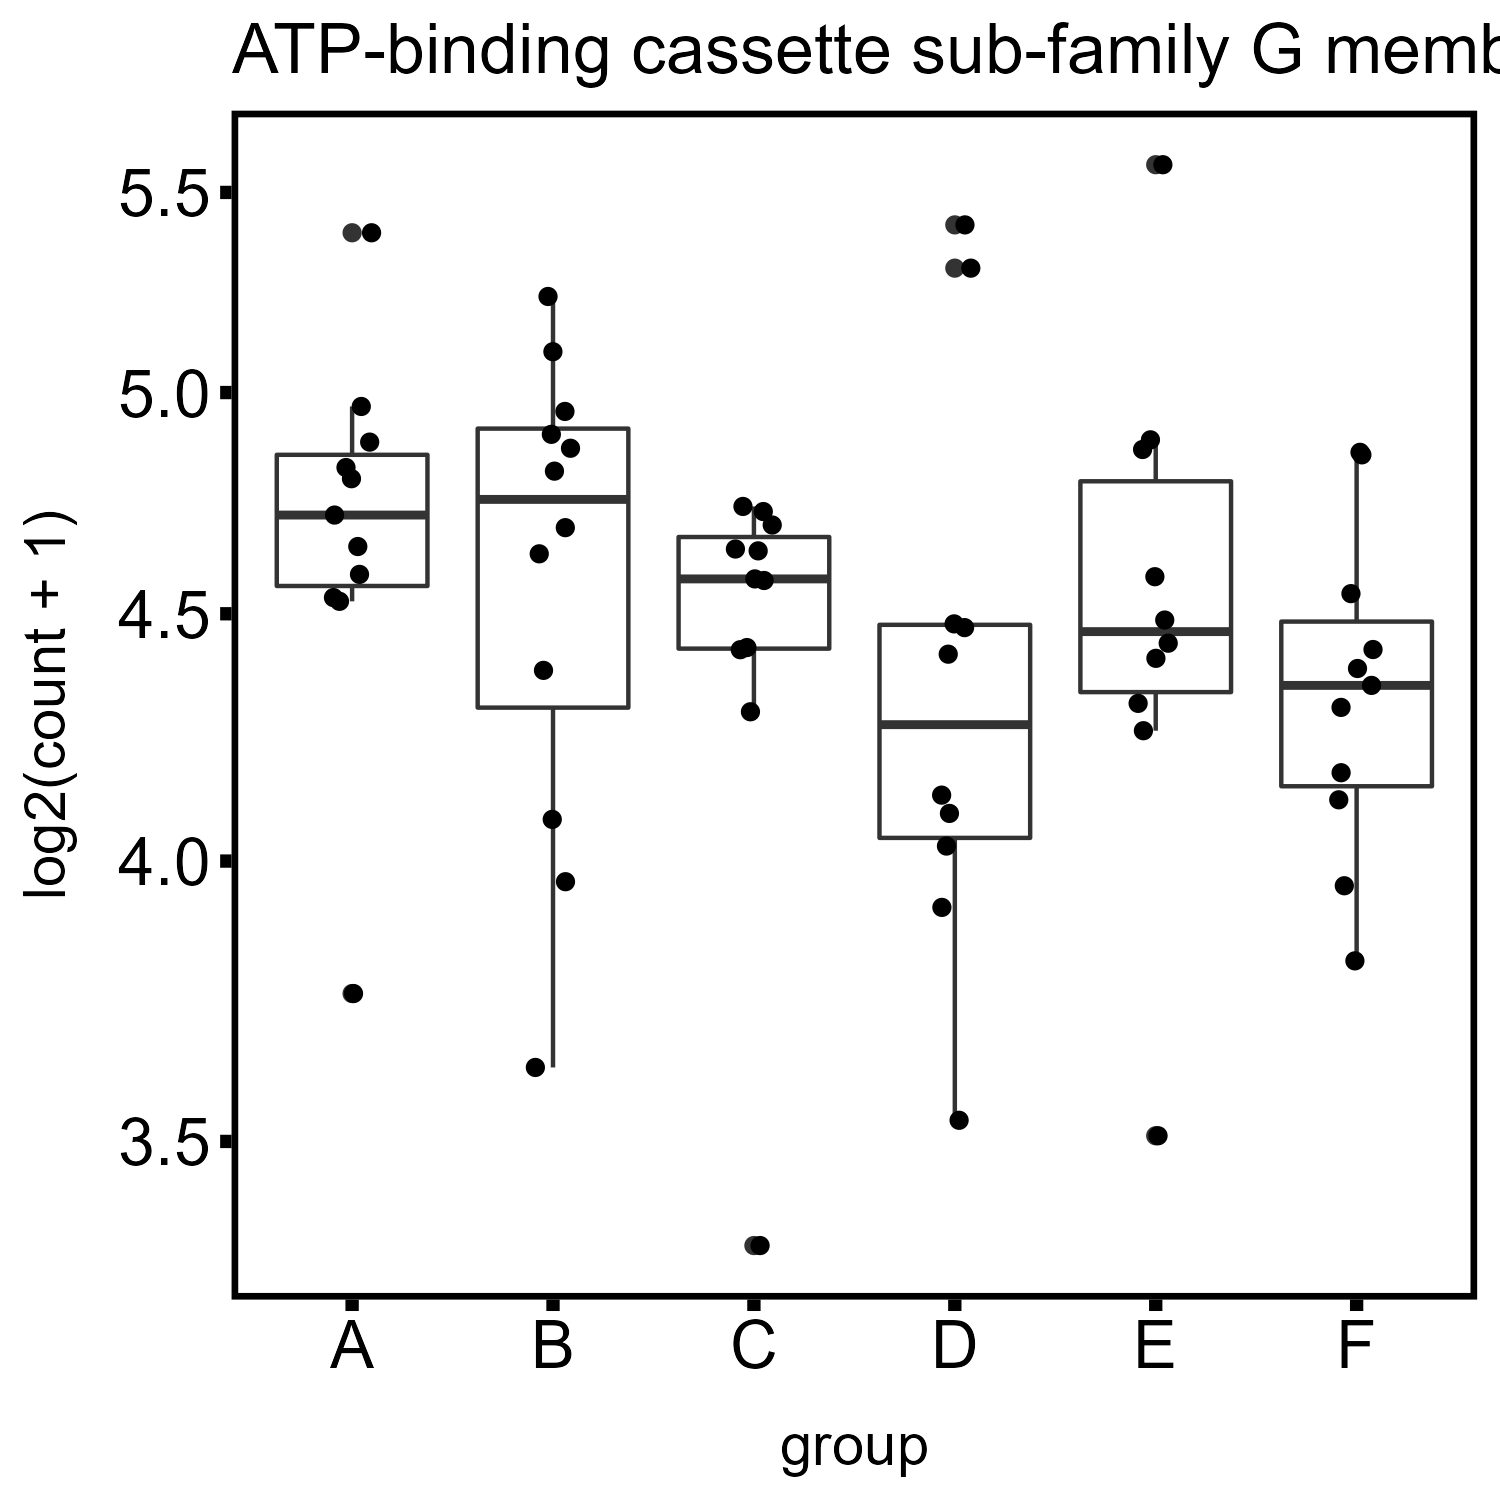 ATP-binding cassette sub-family G memb
5.5
5.0
4.5
4.0
3.5
log2(count + 1)
A B C D E F
group